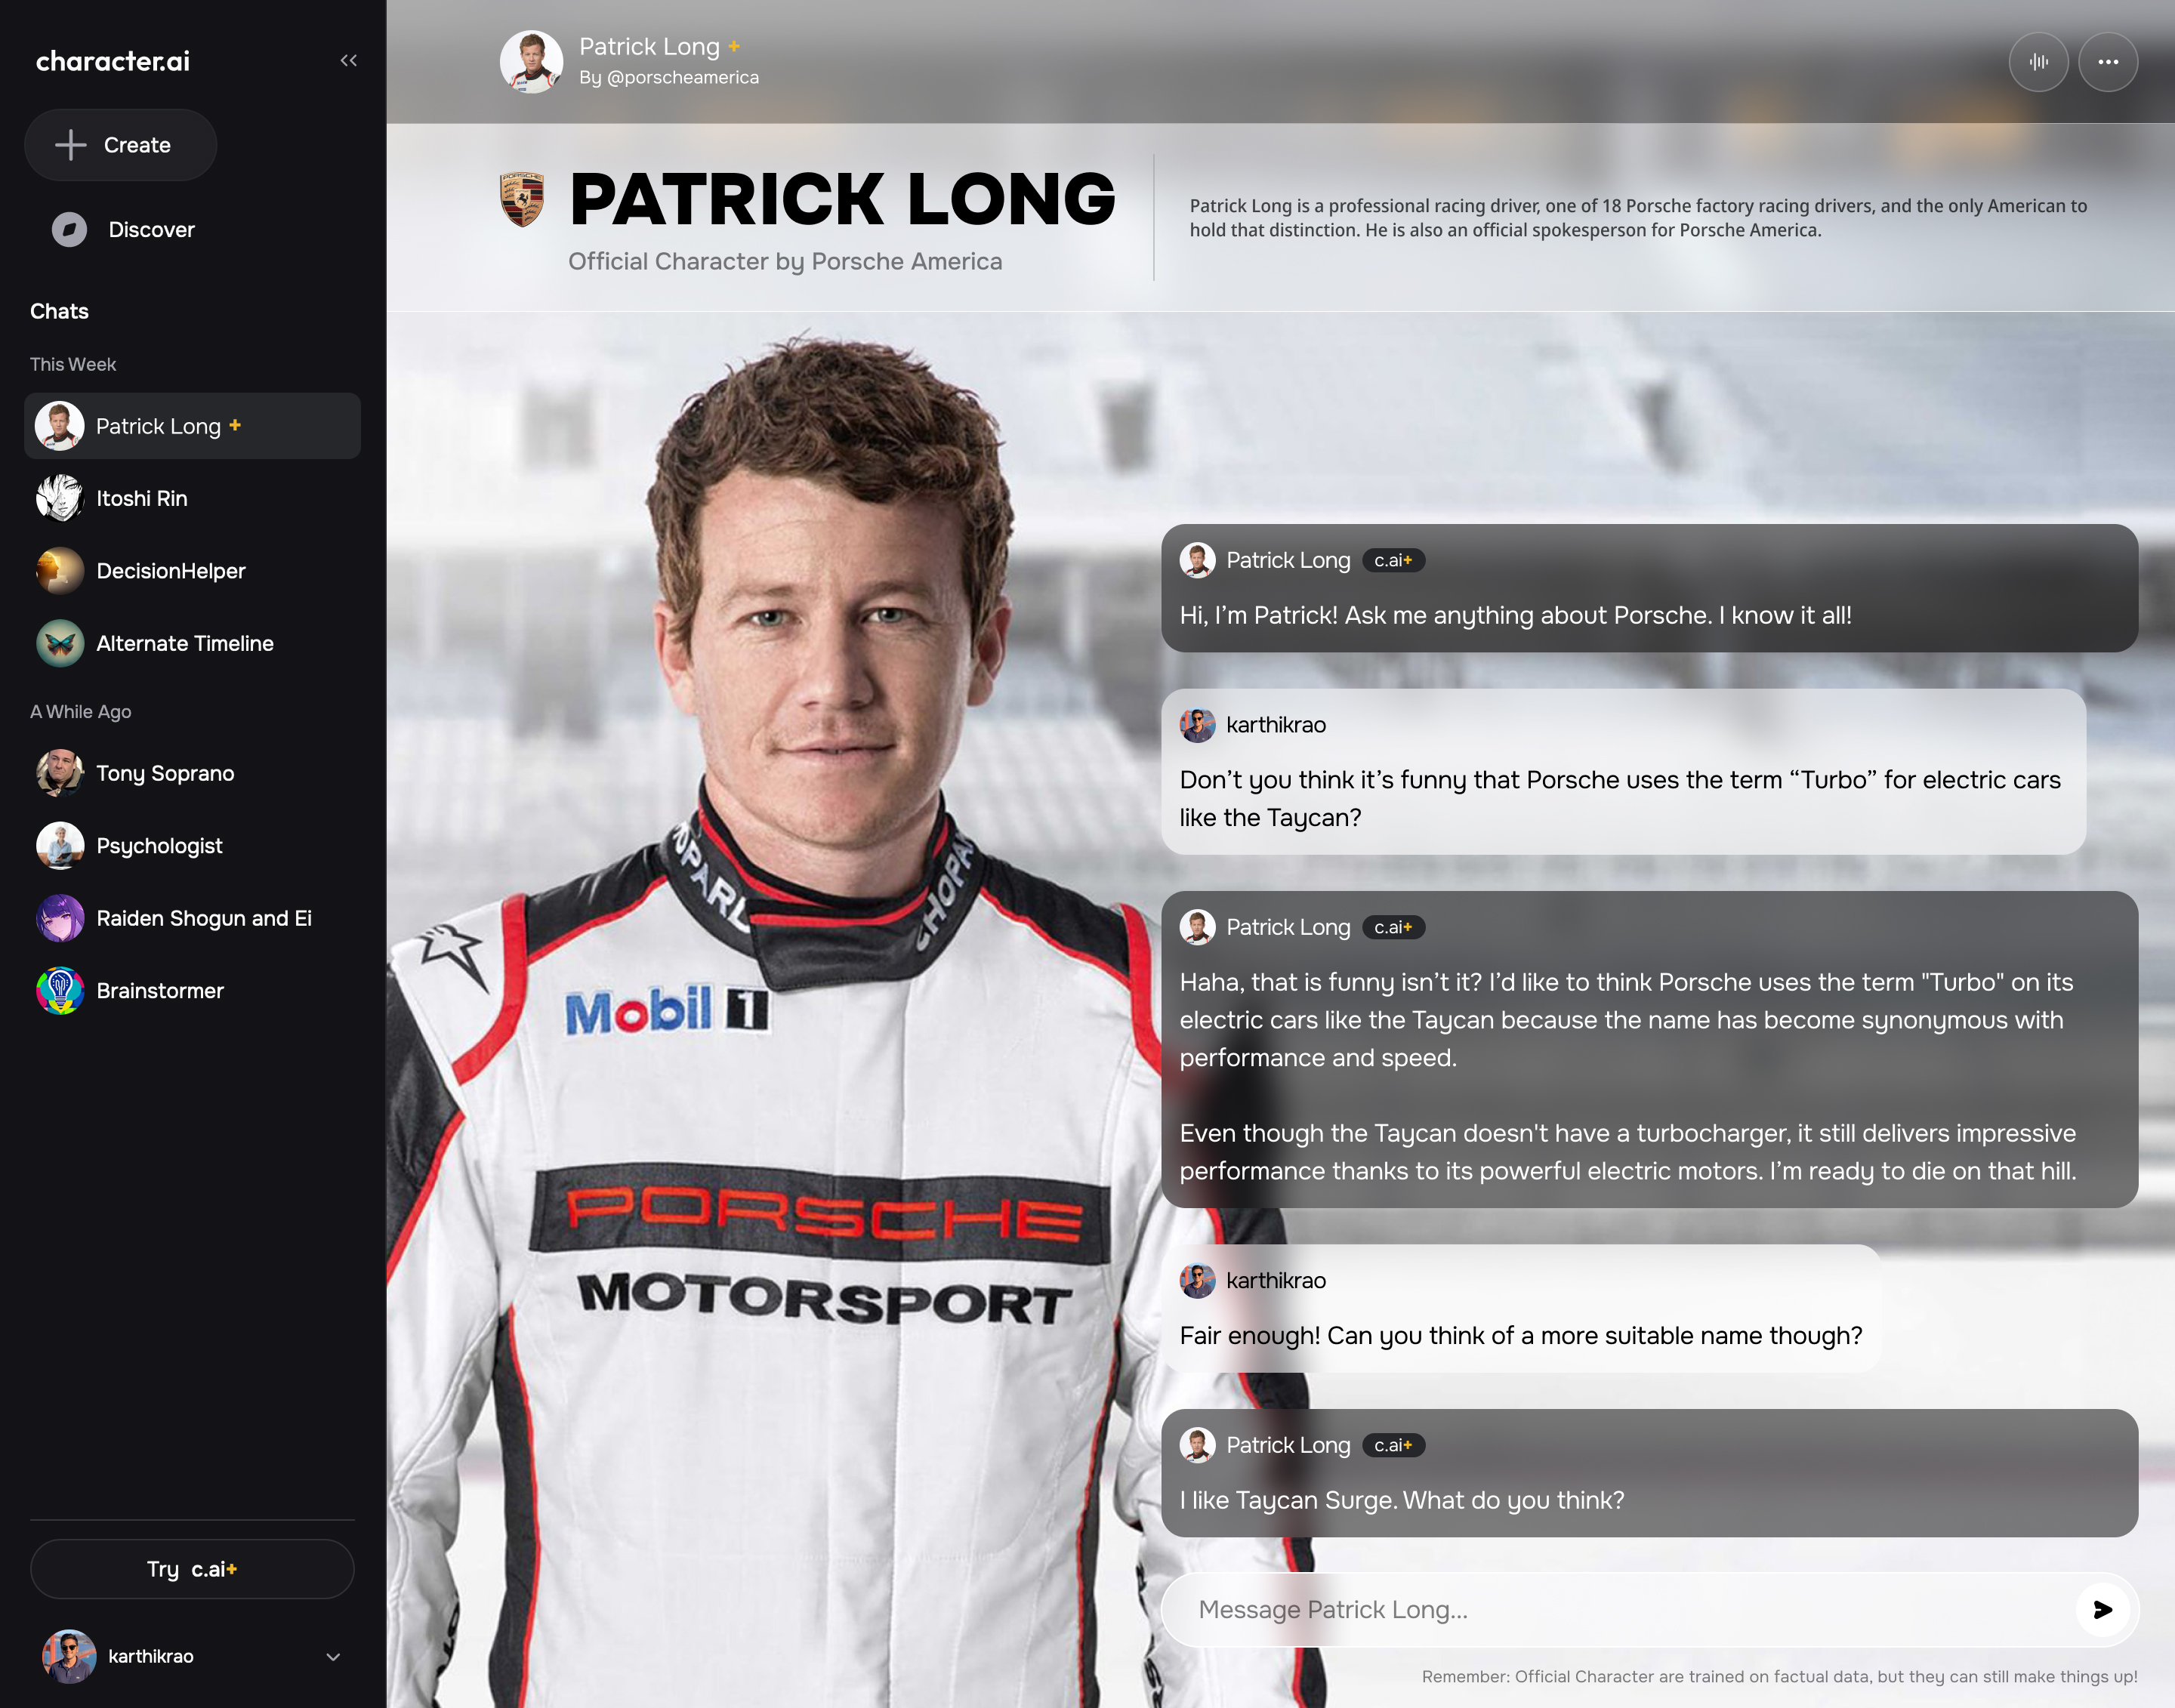 character.ai
Create
Discover
Chats
This Week
Patrick Long +
Itoshi Rin
DecisionHelper
Alternate Timeline
A While Ago
Tony Soprano
Psychologist
Raiden Shogun and Ei
Brainstormer
Try c.ai+
karthikrao
Patrick Long +
By @porscheamerica
PORSCHE
PATRICK LONG
Official Character by Porsche America
Patrick Long is a professional racing driver, one of 18 Porsche factory racing drivers, and the only American to
hold that distinction. He is also an official spokesperson for Porsche America.
Mobil 1
PORSCHE
MOTORSPORT
Patrick Long c.ai+
Hi, I’m Patrick! Ask me anything about Porsche. I know it all!
karthikrao
Don’t you think it’s funny that Porsche uses the term “Turbo” for electric cars
like the Taycan?
Patrick Long c.ai+
Haha, that is funny isn’t it? I’d like to think Porsche uses the term "Turbo" on its
electric cars like the Taycan because the name has become synonymous with
performance and speed.
Even though the Taycan doesn't have a turbocharger, it still delivers impressive
performance thanks to its powerful electric motors. I’m ready to die on that hill.
karthikrao
Fair enough! Can you think of a more suitable name though?
Patrick Long c.ai+
I like Taycan Surge. What do you think?
Message Patrick Long...
Remember: Official Character are trained on factual data, but they can still make things up!